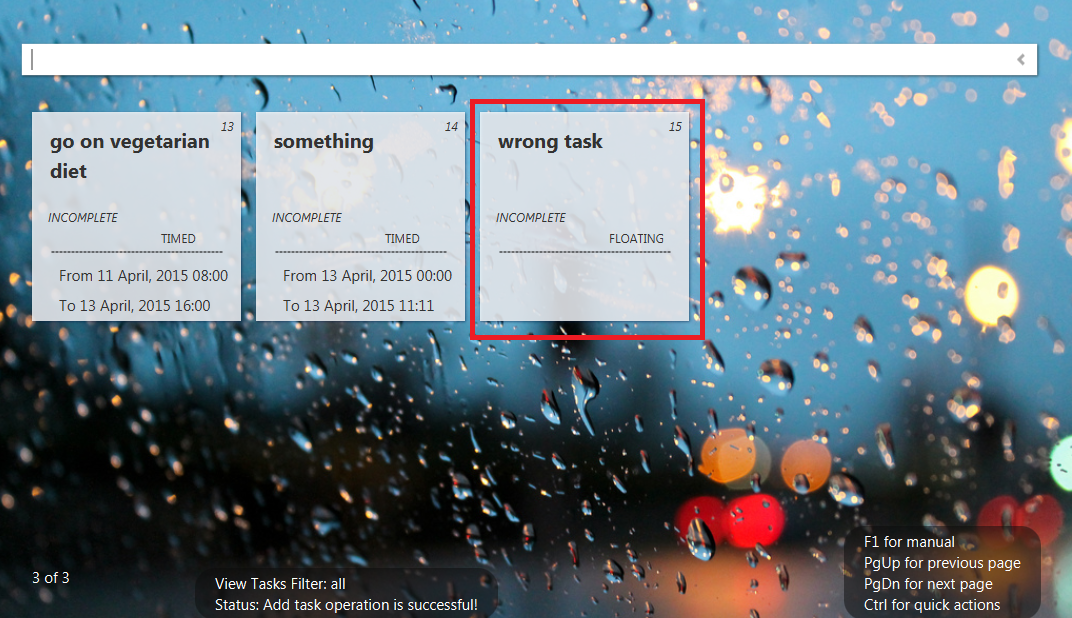 13
go on vegetarian
diet
INCOMPLETE
TIMED
From 11 April, 2015 08:00
To 13 April, 2015 16:00
14
something
INCOMPLETE
TIMED
From 13 April, 2015 00:00
To 13 April, 2015 11:11
15
wrong task
INCOMPLETE
FLOATING
3 of 3
View Tasks Filter: all
Status: Add task operation is successful!
F1 for manual
PgUp for previous page
PgDn for next page
Ctrl for quick actions